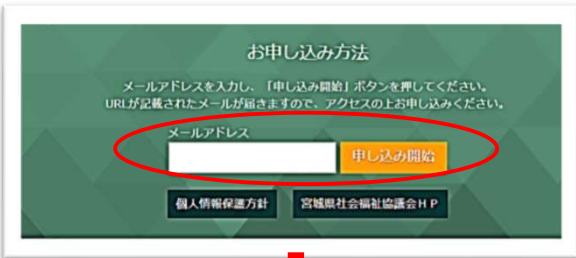 お申し込み方法
メールアドレスを入力し、「申し込み開始」ボタンを押してください。
URLが記載されたメールが届きますので、アクセスの上お申し込みください。
メールアドレス
申し込み開始
個人情報保護方針
宮城県社会福祉協議会HP